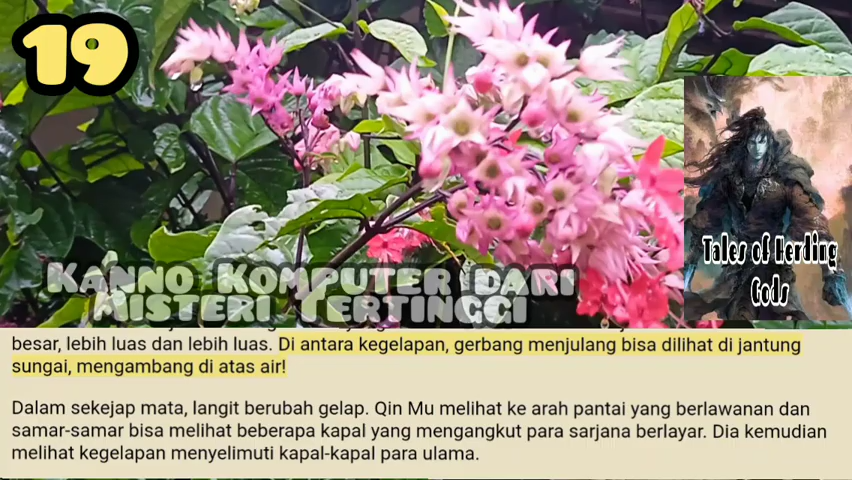 19
Tales of Herding
Gods
Kanno Komputer dari
Misteri Tertinggi
besar, lebih luas dan lebih luas. Di antara kegelapan, gerbang menjulang bisa dilihat di jantung
sungai, mengambang di atas air!
Dalam sekejap mata, langit berubah gelap. Qin Mu melihat ke arah pantai yang berlawanan dan
samar-samar bisa melihat beberapa kapal yang mengangkut para sarjana berlayar. Dia kemudian
melihat kegelapan menyelimuti kapal-kapal para ulama.